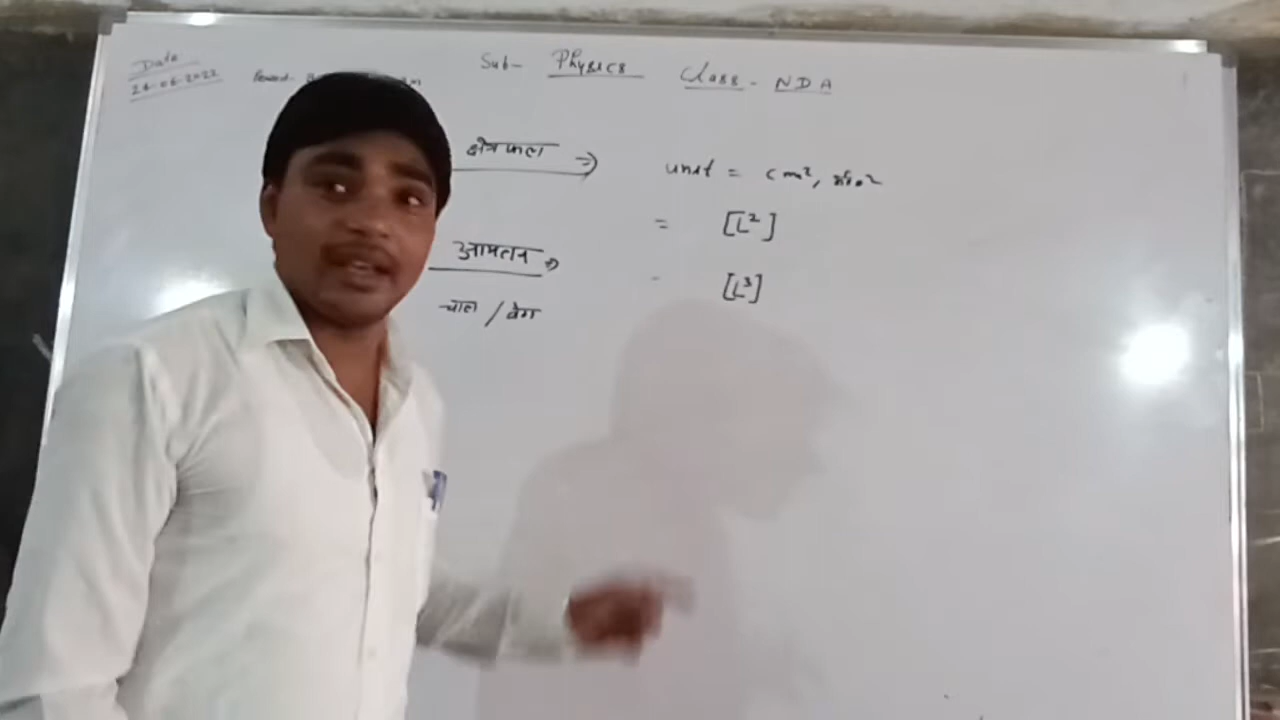 Date
24-06-2022
Sub- Physics Class - NDA
क्षेत्रफल ⇒ unit = cm², मी०²
= [L²]
आयतन ⇒ [L³]
चाल / वेग